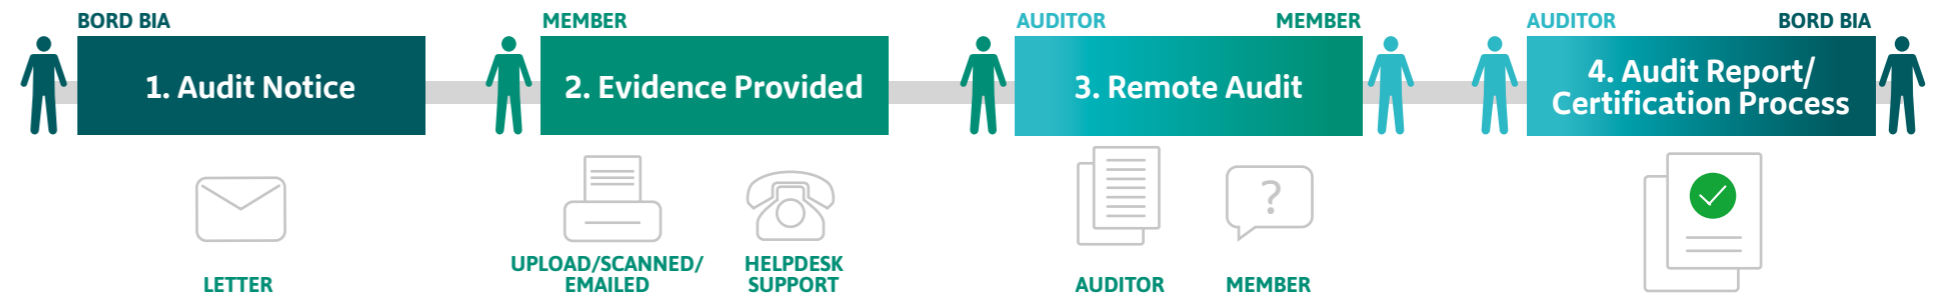 BORD BIA
1. Audit Notice
LETTER
MEMBER
2. Evidence Provided
UPLOAD/SCANNED/
EMAILED
HELPDESK
SUPPORT
AUDITOR
MEMBER
3. Remote Audit
?
AUDITOR
MEMBER
AUDITOR
BORD BIA
4. Audit Report/
Certification Process